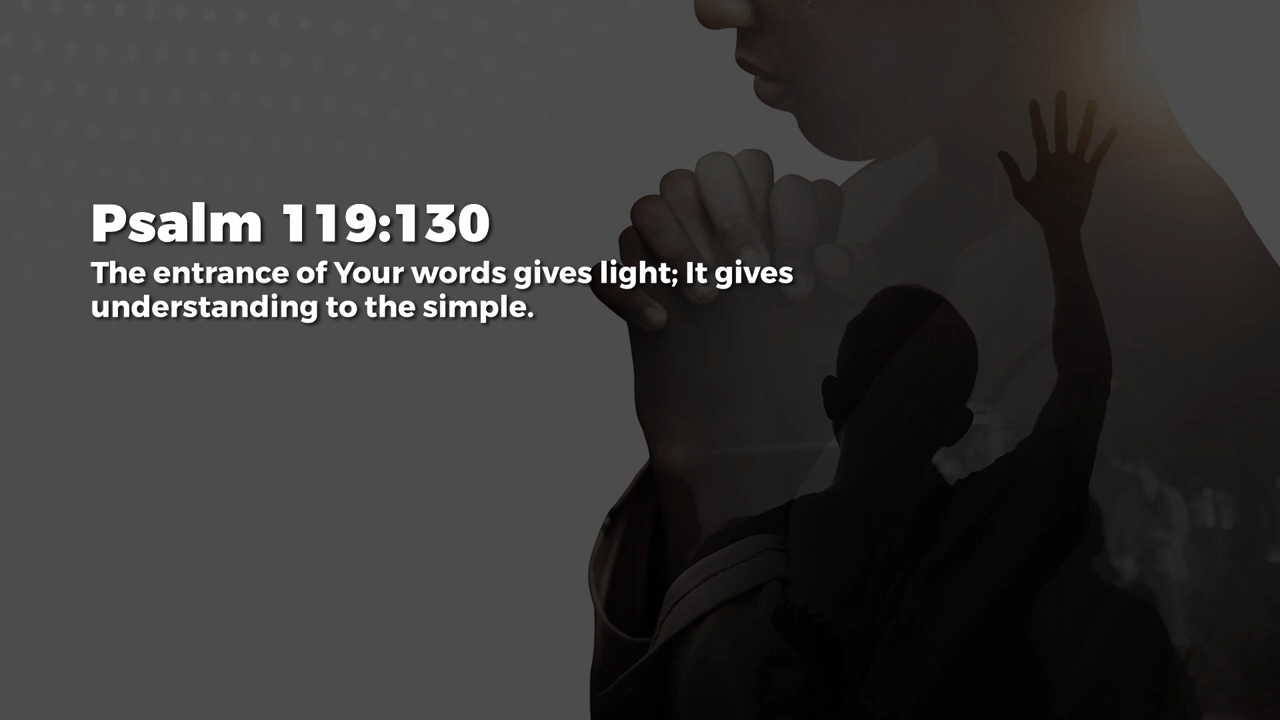 Psalm 119:130
The entrance of Your words gives light; It gives
understanding to the simple.